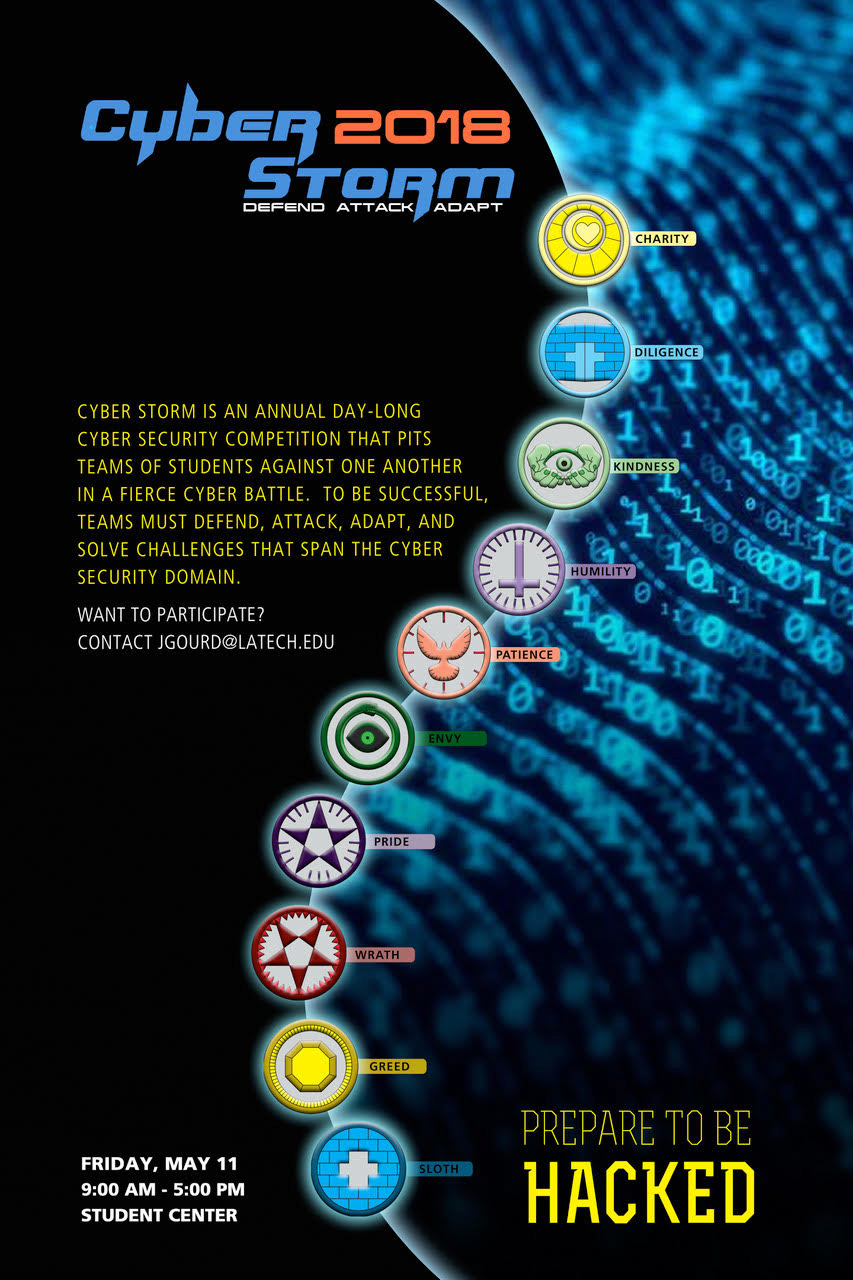 Cyber 2018
Storm
DEFEND ATTACK ADAPT
CHARITY
DILIGENCE
CYBER STORM IS AN ANNUAL DAY-LONG
CYBER SECURITY COMPETITION THAT PITS
TEAMS OF STUDENTS AGAINST ONE ANOTHER
IN A FIERCE CYBER BATTLE. TO BE SUCCESSFUL,
TEAMS MUST DEFEND, ATTACK, ADAPT, AND
SOLVE CHALLENGES THAT SPAN THE CYBER
SECURITY DOMAIN.
WANT TO PARTICIPATE?
CONTACT JGOURD@LATECH.EDU
KINDNESS
HUMILITY
PATIENCE
ENVY
PRIDE
WRATH
GREED
SLOTH
FRIDAY, MAY 11
9:00 AM - 5:00 PM
STUDENT CENTER
PREPARE TO BE
HACKED